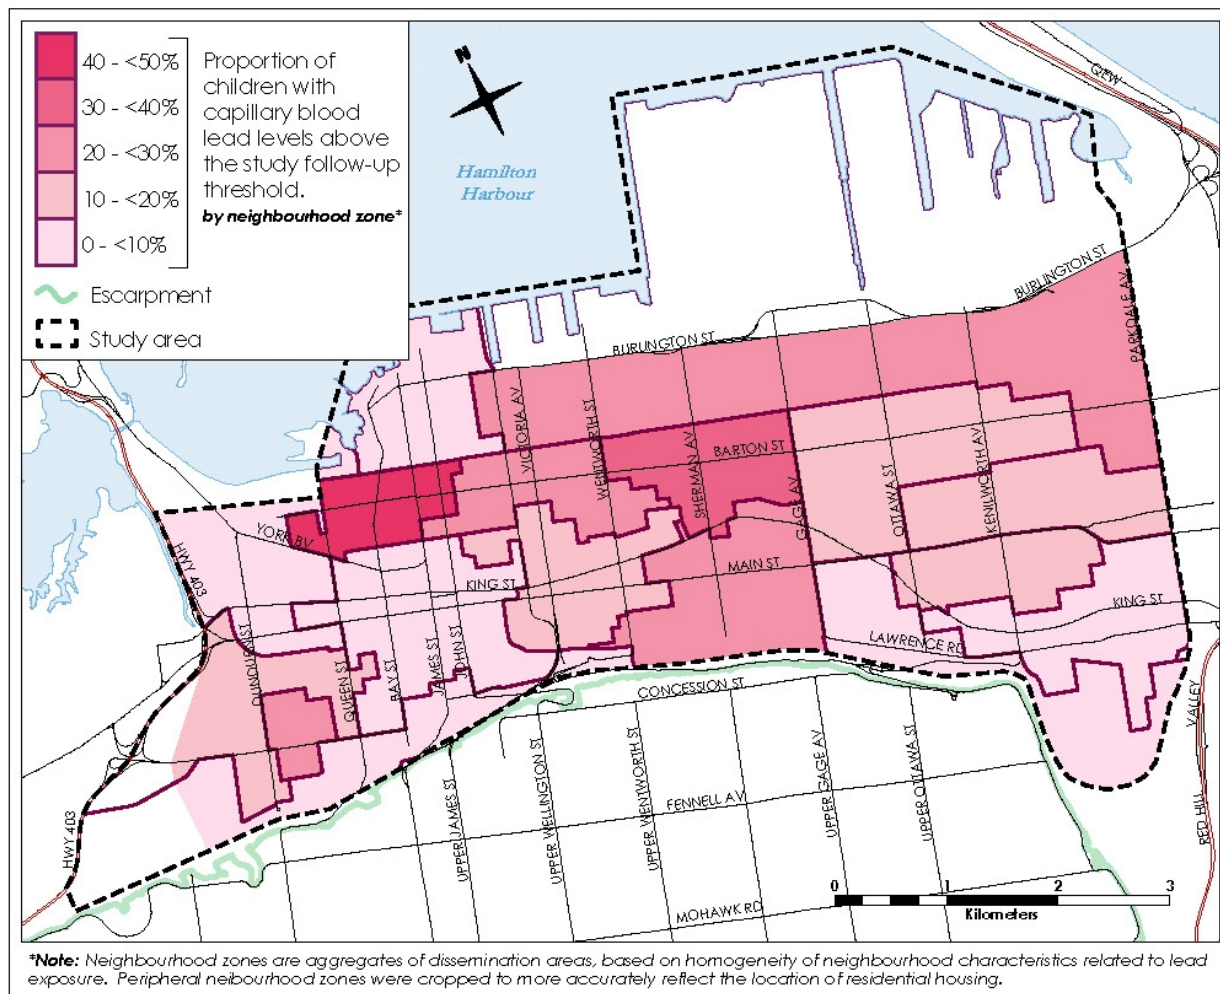 40 - <50%
30 - <40%
20 - <30%
10 - <20%
0 - <10%
Proportion of
children with
capillary blood
lead levels above
the study follow-up
threshold.
by neighbourhood zone*
Escarpment
Study area
N
Hamilton
Harbour
QEW
BURLINGTON ST
PARKDALE AV
BURLINGTON ST
VICTORIA AV
WENTWORTH ST
SHERMAN AV
BARTON ST
GAGE AV
OTTAWA ST
KENILWORTH AV
YORK BV
HWY 403
KING ST
MAIN ST
KING ST
LAWRENCE RD
DUNDURN ST
QUEEN ST
BAY ST
JAMES ST
JOHN ST
CONCESSION ST
UPPER JAMES ST
UPPER WELLINGTON ST
UPPER WENTWORTH ST
FENNELL AV
UPPER GAGE AV
UPPER OTTAWA ST
RED HILL VALLEY
HWY 403
MOHAWK RD
0 1 2 3
Kilometers
*Note: Neighbourhood zones are aggregates of dissemination areas, based on homogeneity of neighbourhood characteristics related to lead
exposure. Peripheral neibourhood zones were cropped to more accurately reflect the location of residential housing.